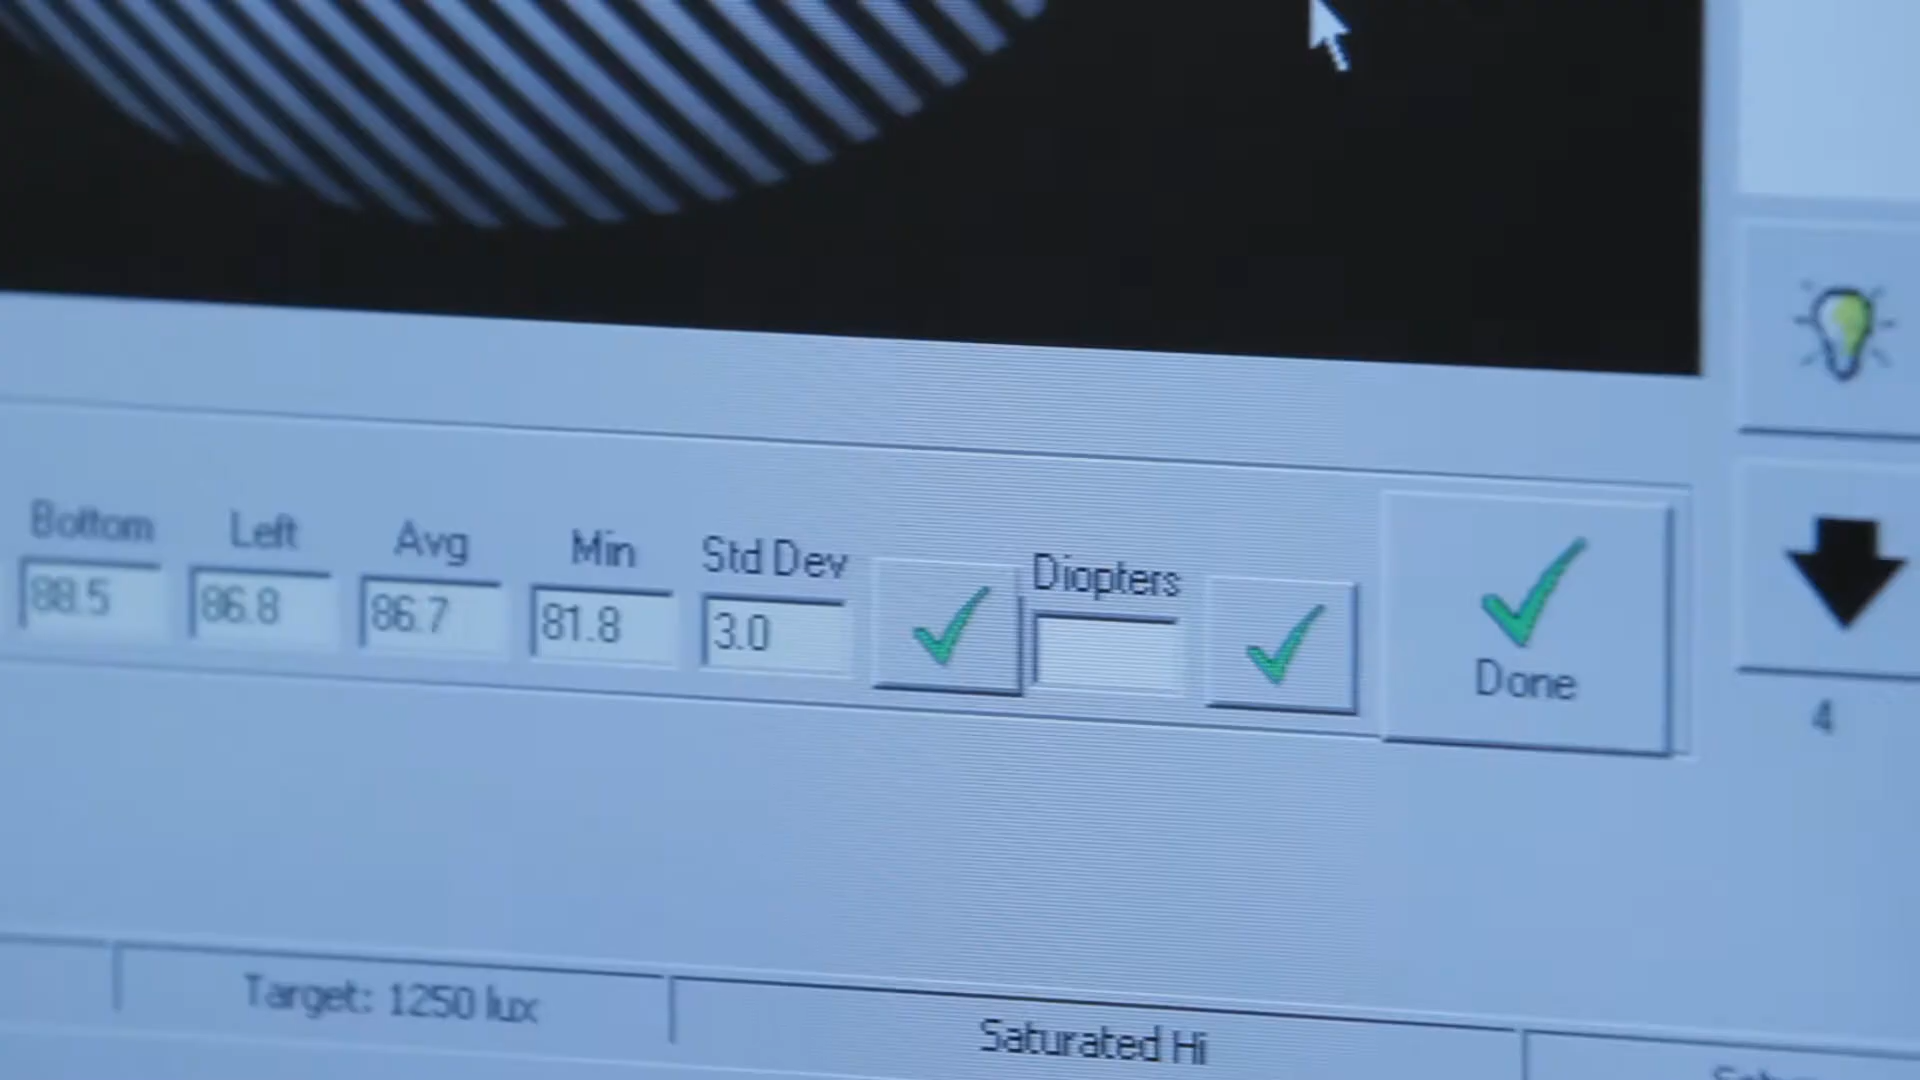 Bottom Left Avg Min Std Dev Diopters
88.5 86.8 86.7 81.8 3.0
Done
4
Target: 1250 lux
Saturated Hi